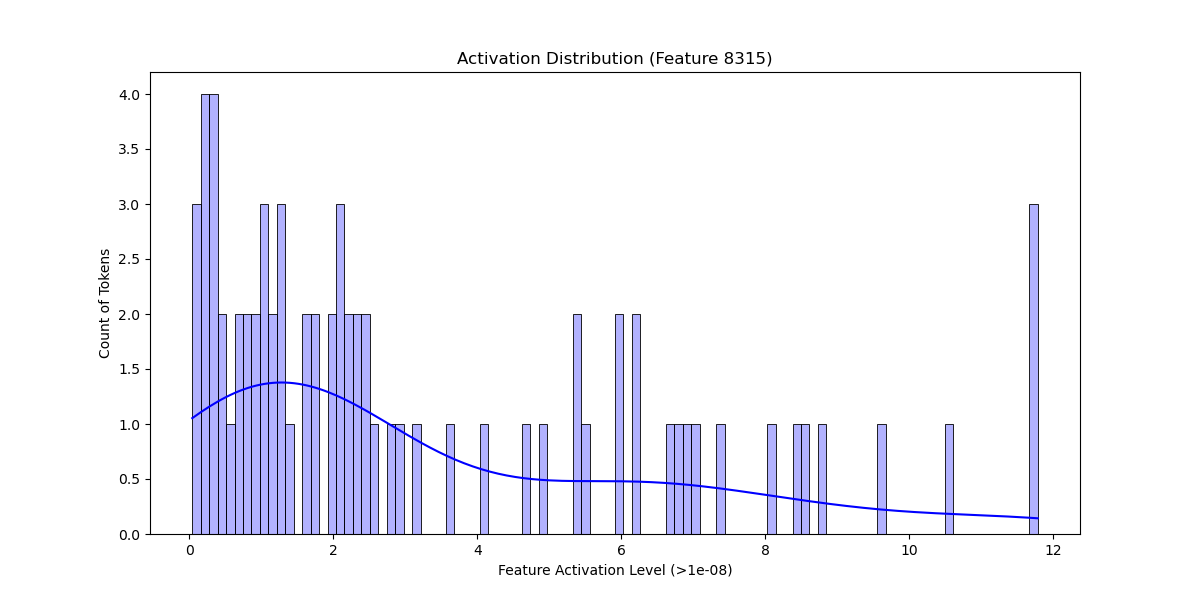 Activation Distribution (Feature 8315)
4.0
3.5
3.0
2.5
2.0
1.5
1.0
0.5
0.0
Count of Tokens
0 2 4 6 8 10 12
Feature Activation Level (>1e-08)